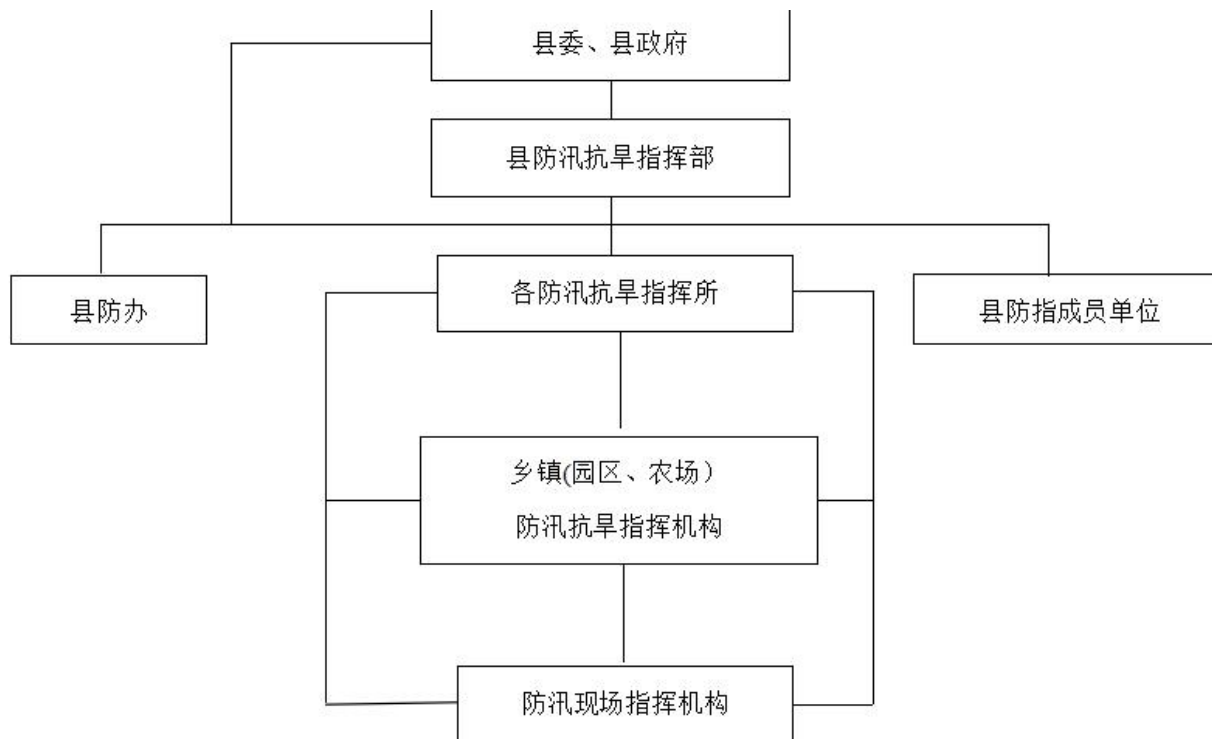 县委、县政府
县防汛抗旱指挥部
县防办
各防汛抗旱指挥所
县防指成员单位
乡镇(园区、农场）
防汛抗旱指挥机构
防汛现场指挥机构